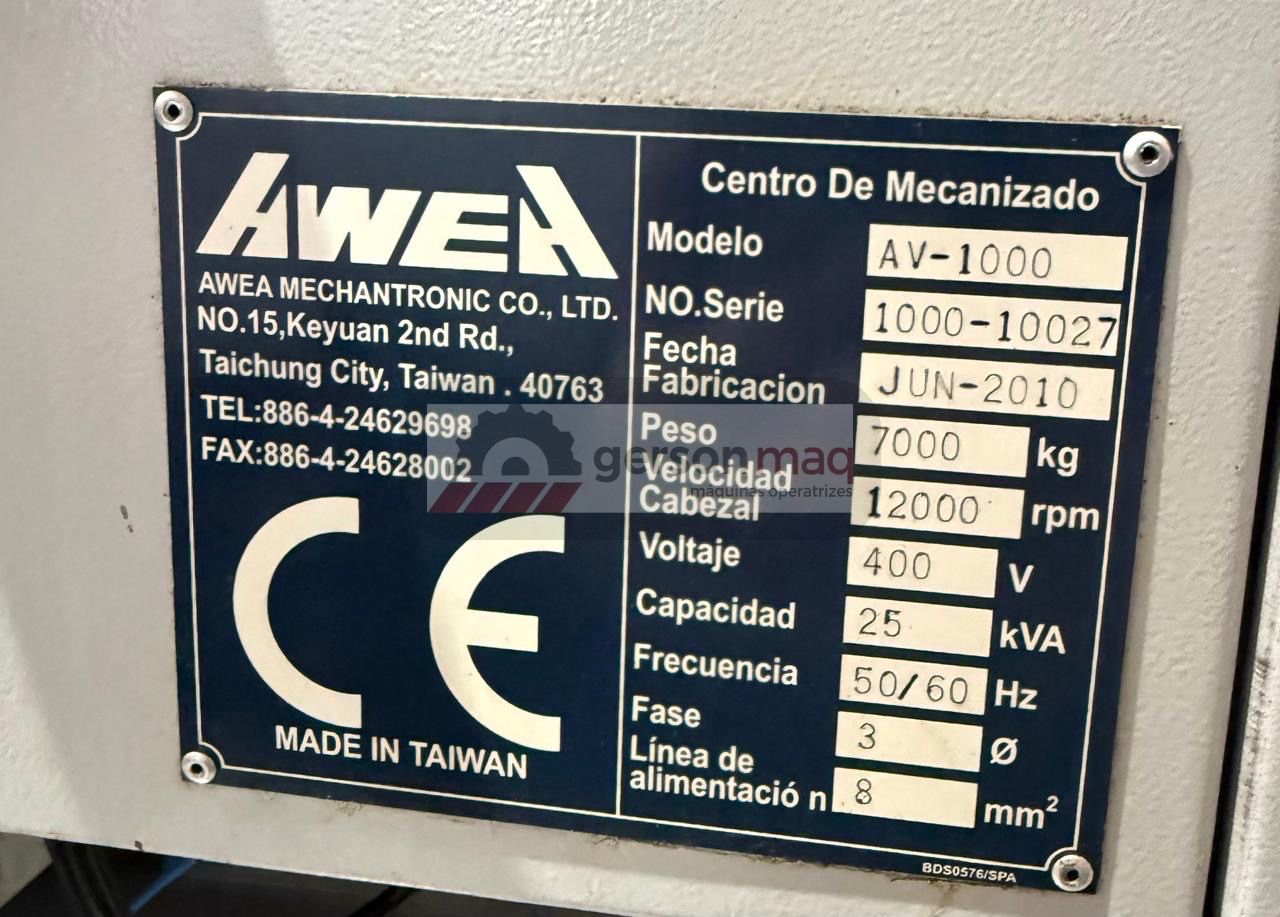 AWEA
AWEA MECHANTRONIC CO., LTD.
NO.15,Keyuan 2nd Rd.,
Taichung City, Taiwan . 40763
TEL:886-4-24629698
FAX:886-4-24628002
CE
MADE IN TAIWAN
Centro De Mecanizado
Modelo AV-1000
NO.Serie 1000-10027
Fecha
Fabricacion JUN-2010
Peso 7000 kg
Velocidad
Cabezal 12000 rpm
Voltaje 400 V
Capacidad 25 kVA
Frecuencia 50/60 Hz
Fase 3 Ø
Línea de
alimentació n 8 mm²
BDS0576/SPA
gersonmaq
máquinas operatrizes